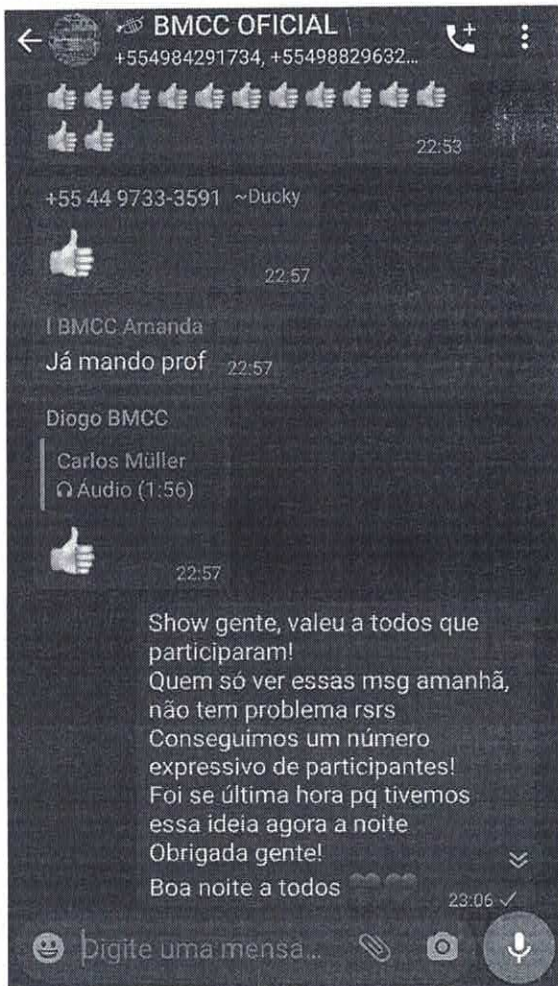 BMCC OFICIAL
+554984291734, +55498829632...
22:53
+55 44 9733-3591 ~Ducky
22:57
I BMCC Amanda
Já mando prof 22:57
Diogo BMCC
Carlos Müller
Áudio (1:56)
22:57
Show gente, valeu a todos que
participaram!
Quem só ver essas msg amanhã,
não tem problema rsrs
Conseguimos um número
expressivo de participantes!
Foi se última hora pq tivemos
essa ideia agora a noite
Obrigada gente!
Boa noite a todos
23:06
Digite uma mensa...